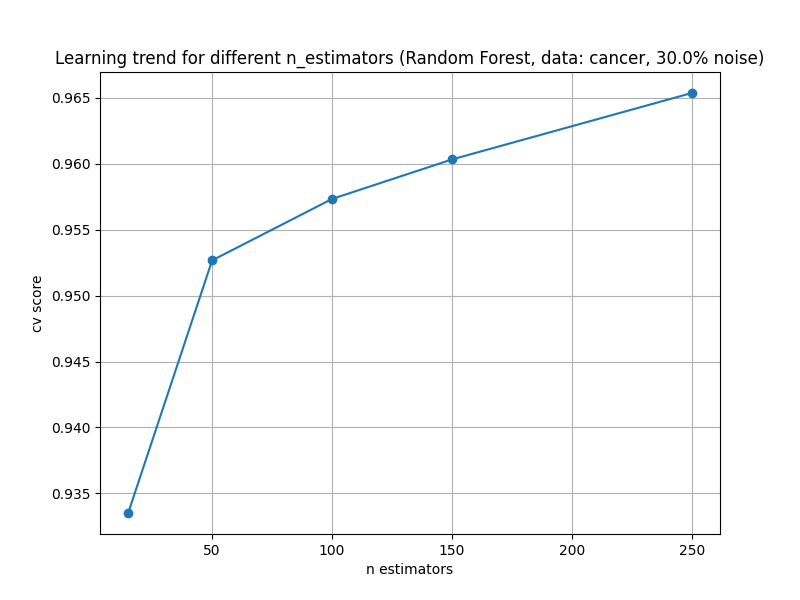 Learning trend for different n_estimators (Random Forest, data: cancer, 30.0% noise)
0.965
0.960
0.955
0.950
0.945
0.940
0.935
cv score
50 100 150 200 250
n estimators